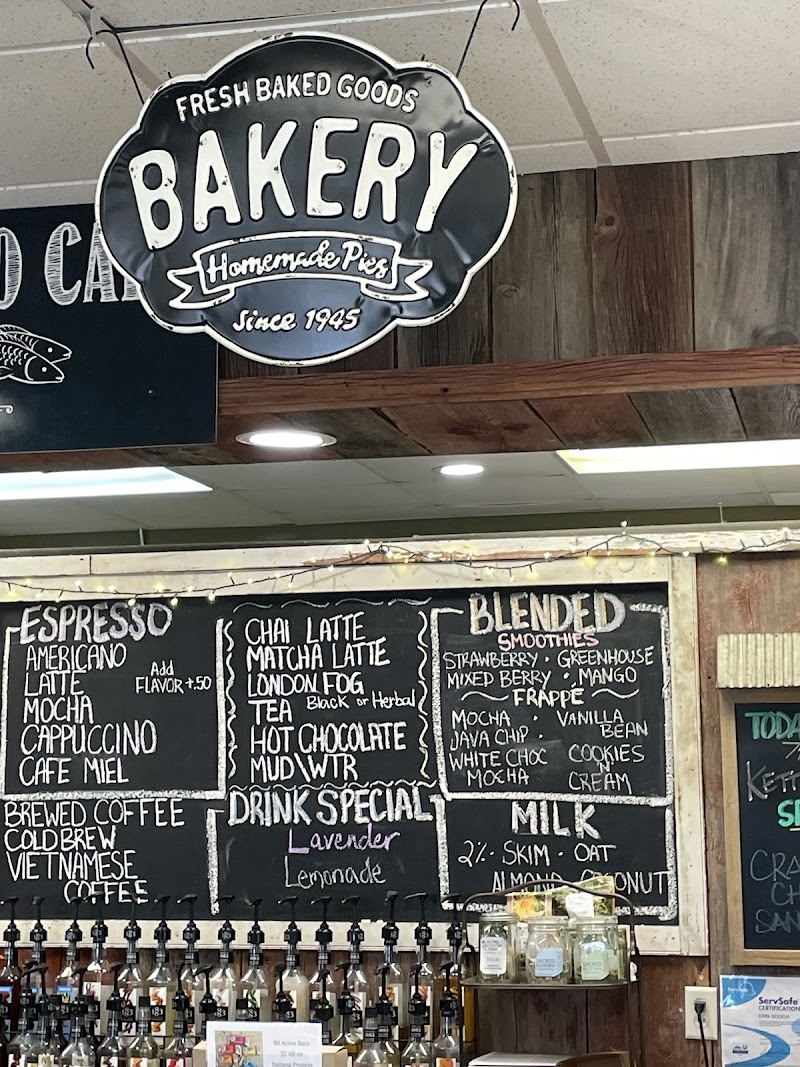 FRESH BAKED GOODS
BAKERY
Homemade Pies
Since 1945
ESPRESSO
AMERICANO
LATTE
MOCHA
CAPPUCCINO
CAFE MIEL
Add
FLAVOR +.50
BREWED COFFEE
COLD BREW
VIETNAMESE
COFFEE
CHAI LATTE
MATCHA LATTE
LONDON FOG
TEA Black or Herbal
HOT CHOCOLATE
MUD\WTR
DRINK SPECIAL
Lavender
Lemonade
BLENDED
SMOOTHIES
STRAWBERRY • GREENHOUSE
MIXED BERRY • MANGO
FRAPPE
MOCHA • VANILLA
BEAN
JAVA CHIP •
WHITE CHOC
MOCHA
COOKIES
'N'
CREAM
MILK
2% • SKIM • OAT
ALMOND COCONUT
ServSafe
CERTIFICATION